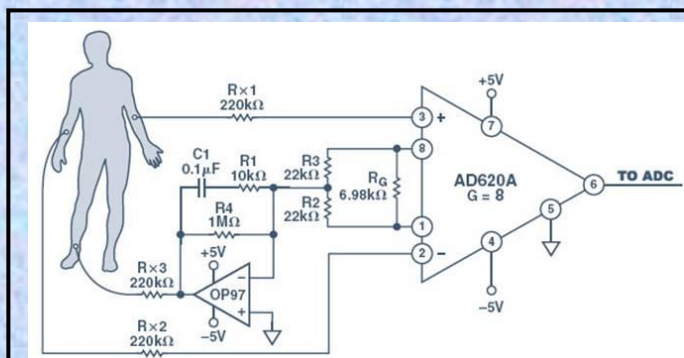 R×1
220kΩ
C1
0.1µF
R1
10kΩ
R4
1MΩ
R3
22kΩ
R2
22kΩ
RG
6.98kΩ
3
+
8
1
2
–
+5V
7
AD620A
G = 8
6
TO ADC
5
4
–5V
+5V
–
OP97
+
–5V
R×3
220kΩ
R×2
220kΩ